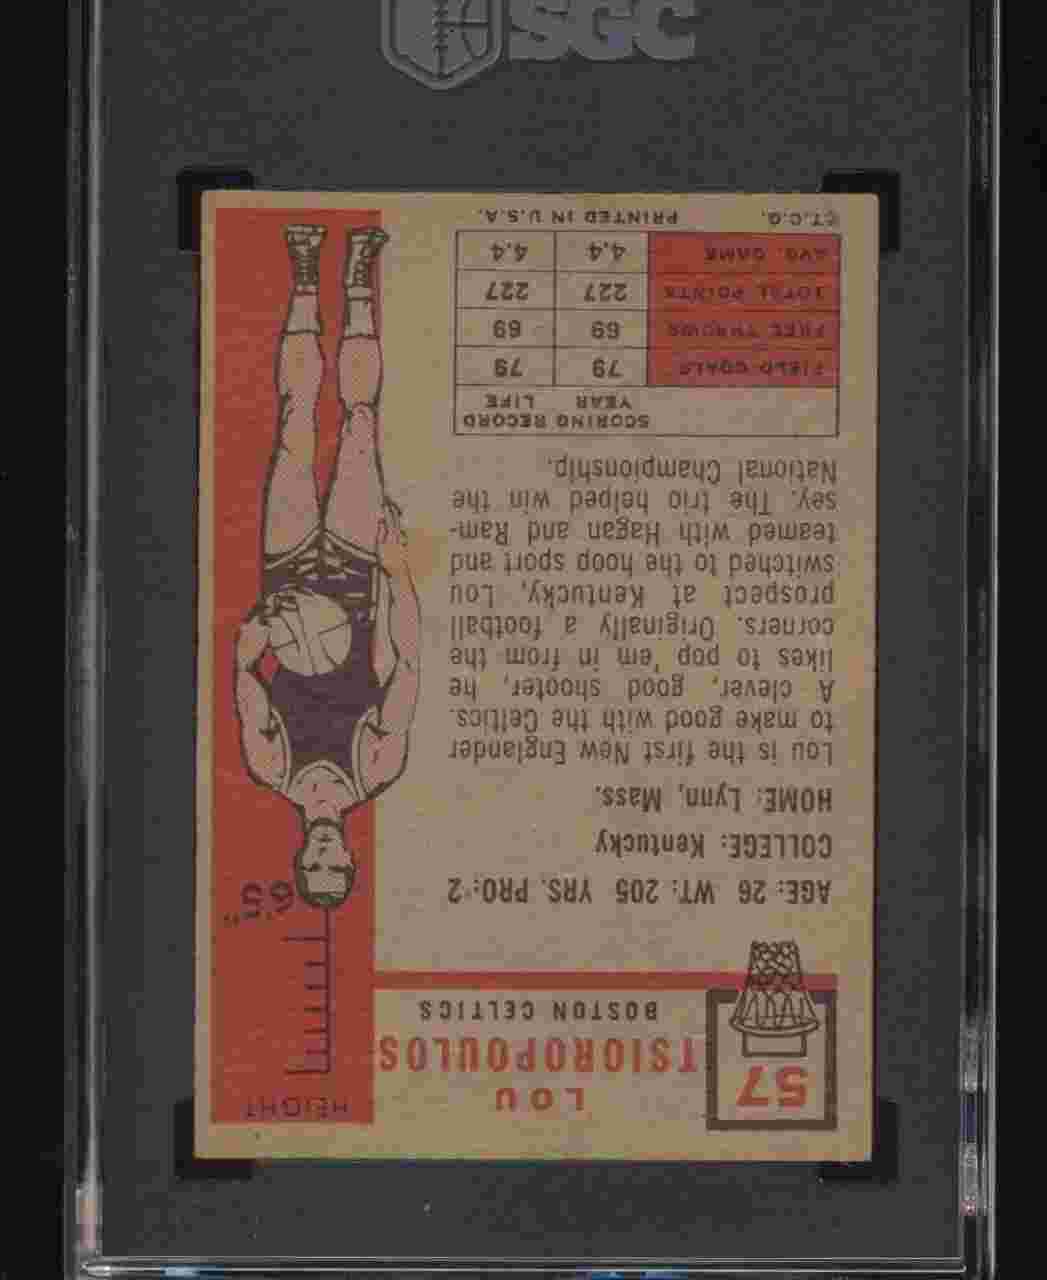 SGC
57
LOU
TSIOROPOULOS
BOSTON CELTICS
HEIGHT
6'5"
AGE: 26 WT: 205 YRS. PRO: 2
COLLEGE: Kentucky
HOME: Lynn, Mass.
Lou is the first New Englander
to make good with the Celtics.
A clever, good shooter, he
likes to pop 'em in from the
corners. Originally a football
prospect at Kentucky, Lou
switched to the hoop sport and
teamed with Hagan and Ram-
sey. The trio helped win the
National Championship.
SCORING RECORD
YEAR LIFE
FIELD GOALS 79 79
FREE THROWS 69 69
TOTAL POINTS 227 227
AVG. GAME 4.4 4.4
©T.C.G. PRINTED IN U.S.A.